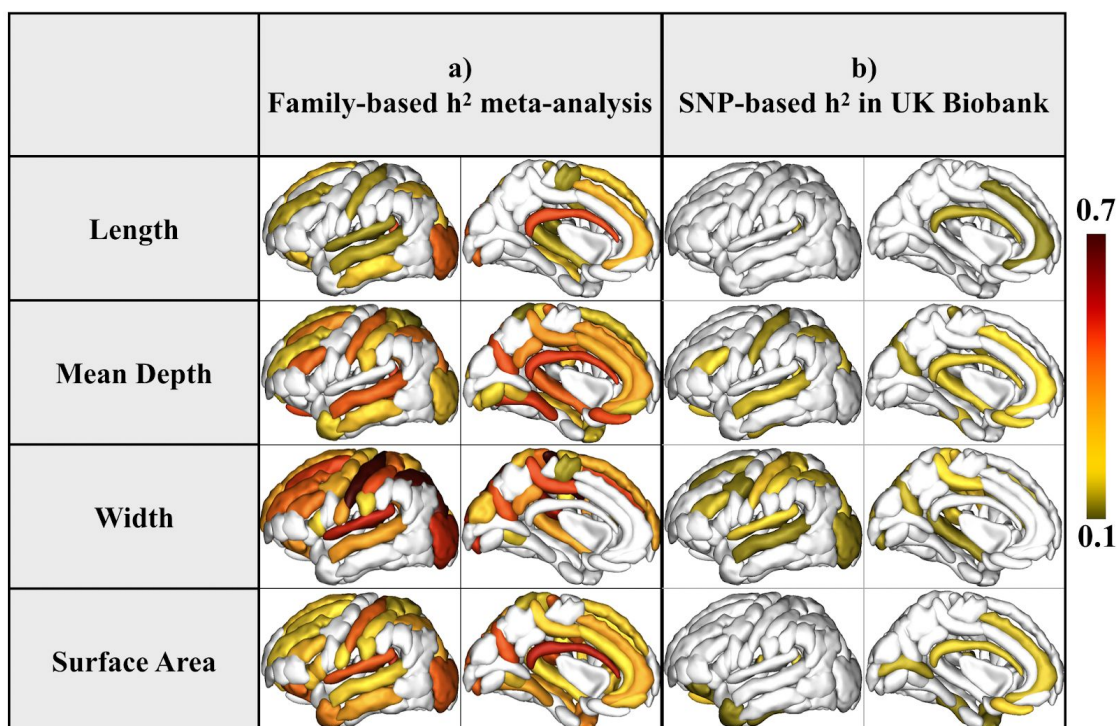 a)
Family-based h² meta-analysis
b)
SNP-based h² in UK Biobank
Length
Mean Depth
Width
Surface Area
0.7
0.1